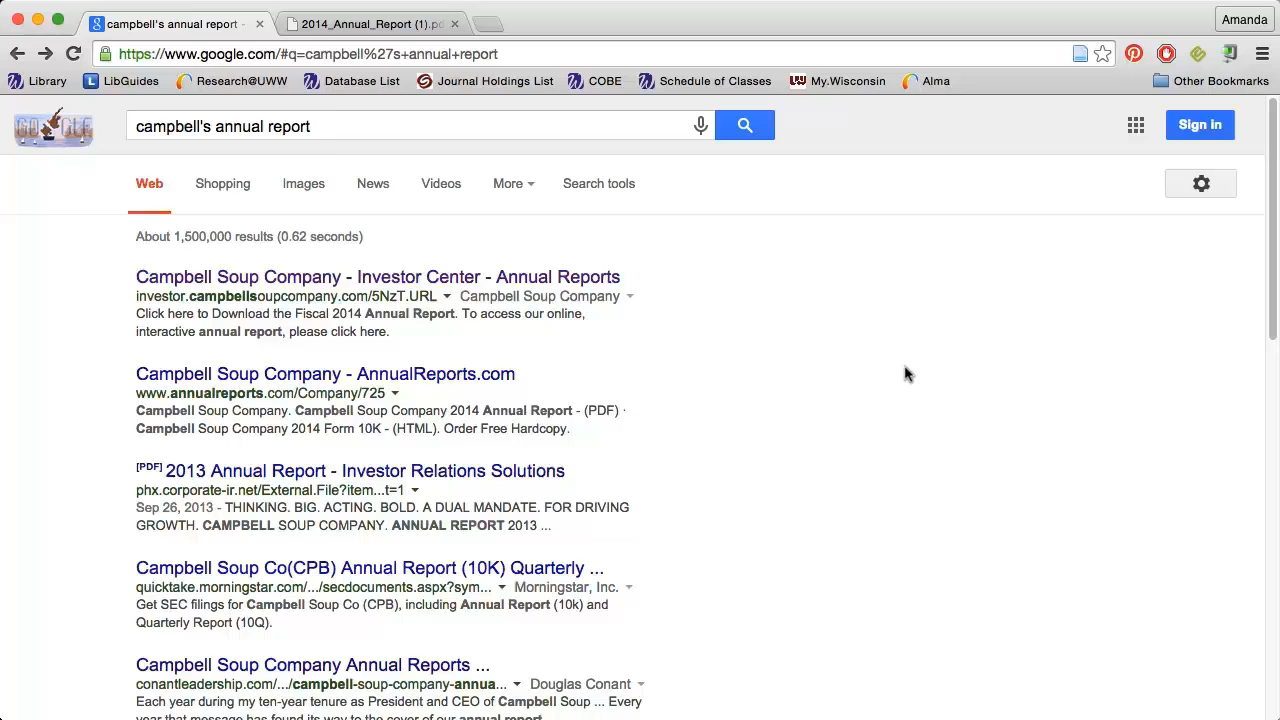 campbell's annual report -
2014_Annual_Report (1).pd
Amanda
https://www.google.com/#q=campbell%27s+annual+report
Library
LibGuides
Research@UWW
Database List
Journal Holdings List
COBE
Schedule of Classes
My.Wisconsin
Alma
Other Bookmarks
GOOGLE
campbell's annual report
Sign in
Web
Shopping
Images
News
Videos
More
Search tools
About 1,500,000 results (0.62 seconds)
Campbell Soup Company - Investor Center - Annual Reports
investor.campbellsoupcompany.com/5NzT.URL Campbell Soup Company
Click here to Download the Fiscal 2014 Annual Report. To access our online,
interactive annual report, please click here.
Campbell Soup Company - AnnualReports.com
www.annualreports.com/Company/725
Campbell Soup Company. Campbell Soup Company 2014 Annual Report - (PDF) ·
Campbell Soup Company 2014 Form 10K - (HTML). Order Free Hardcopy.
[PDF] 2013 Annual Report - Investor Relations Solutions
phx.corporate-ir.net/External.File?item...t=1
Sep 26, 2013 - THINKING. BIG. ACTING. BOLD. A DUAL MANDATE. FOR DRIVING
GROWTH. CAMPBELL SOUP COMPANY. ANNUAL REPORT 2013 ...
Campbell Soup Co(CPB) Annual Report (10K) Quarterly ...
quicktake.morningstar.com/.../secdocuments.aspx?sym... Morningstar, Inc.
Get SEC filings for Campbell Soup Co (CPB), including Annual Report (10k) and
Quarterly Report (10Q).
Campbell Soup Company Annual Reports ...
conantleadership.com/.../campbell-soup-company-annua... Douglas Conant
Each year during my ten-year tenure as President and CEO of Campbell Soup ... Every
year that message has found its way to the cover of our annual report